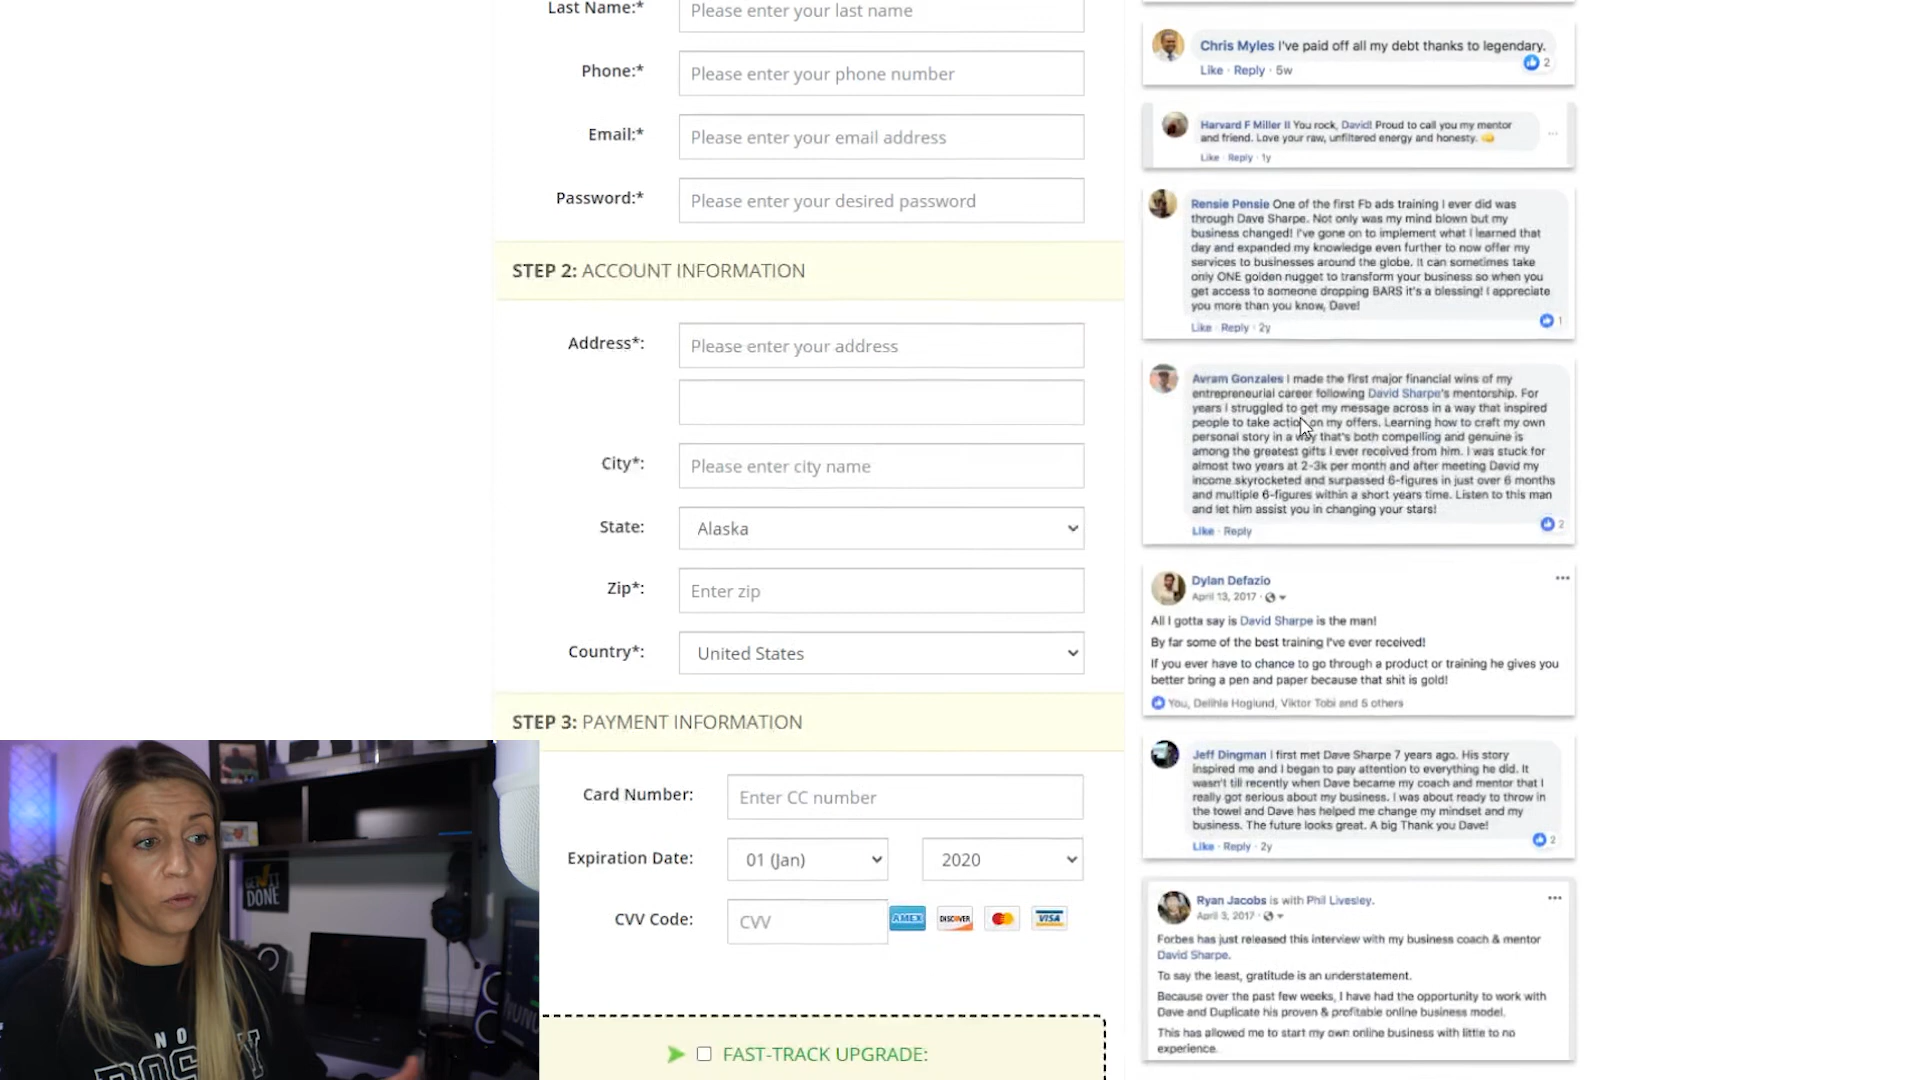 Last Name:*
Please enter your last name
Phone:*
Please enter your phone number
Email:*
Please enter your email address
Password:*
Please enter your desired password
STEP 2: ACCOUNT INFORMATION
Address*:
Please enter your address
City*:
Please enter city name
State:
Alaska
Zip*:
Enter zip
Country*:
United States
STEP 3: PAYMENT INFORMATION
Card Number:
Enter CC number
Expiration Date:
01 (Jan)
2020
CVV Code:
CVV
AMEX
DISCOVER
VISA
FAST-TRACK UPGRADE:
Chris Myles I've paid off all my debt thanks to legendary.
2
Like · Reply · 5w
Harvard F Miller II You rock, David! Proud to call you my mentor
and friend. Love your raw, unfiltered energy and honesty.
Like · Reply · 1y
Rensie Pensie One of the first Fb ads training I ever did was
through Dave Sharpe. Not only was my mind blown but my
business changed! I've gone on to implement what I learned that
day and expanded my knowledge even further to now offer my
services to businesses around the globe. It can sometimes take
only ONE golden nugget to transform your business so when you
get access to someone dropping BARS it's a blessing! I appreciate
you more than you know, Dave!
1
Like · Reply · 2y
Avram Gonzales I made the first major financial wins of my
entrepreneurial career following David Sharpe's mentorship. For
years I struggled to get my message across in a way that inspired
people to take action on my offers. Learning how to craft my own
personal story in a way that's both compelling and genuine is
among the greatest gifts I ever received from him. I was stuck for
almost two years at 2-3k per month and after meeting David my
income skyrocketed and surpassed 6-figures in just over 6 months
and multiple 6-figures within a short years time. Listen to this man
and let him assist you in changing your stars!
2
Like · Reply
Dylan Defazio
April 13, 2017 ·
All I gotta say is David Sharpe is the man!
By far some of the best training I've ever received!
If you ever have to chance to go through a product or training he gives you
better bring a pen and paper because that shit is gold!
You, Delihle Hoglund, Viktor Tobi and 5 others
Jeff Dingman I first met Dave Sharpe 7 years ago. His story
inspired me and I began to pay attention to everything he did. It
wasn't till recently when Dave became my coach and mentor that I
really got serious about my business. I was about ready to throw in
the towel and Dave has helped me change my mindset and my
business. The future looks great. A big Thank you Dave!
2
Like · Reply · 2y
Ryan Jacobs is with Phil Livesley.
April 3, 2017 ·
Forbes has just released this interview with my business coach & mentor
David Sharpe.
To say the least, gratitude is an understatement.
Because over the past few weeks, I have had the opportunity to work with
Dave and Duplicate his proven & profitable online business model.
This has allowed me to start my own online business with little to no
experience.
GET IT
DONE
NO